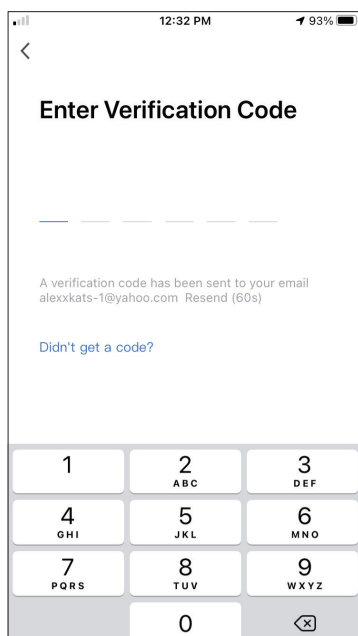 12:32 PM 93%
Enter Verification Code
A verification code has been sent to your email
alexxkats-1@yahoo.com Resend (60s)
Didn't get a code?
1 2 3
ABC DEF
4 5 6
GHI JKL MNO
7 8 9
PQRS TUV WXYZ
0